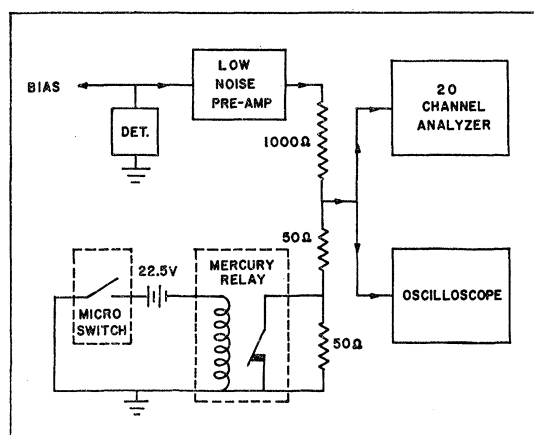 LOW
NOISE
PRE-AMP
BIAS
DET.
20
CHANNEL
ANALYZER
1000Ω
50Ω
22.5V
MERCURY
RELAY
MICRO
SWITCH
OSCILLOSCOPE
50Ω